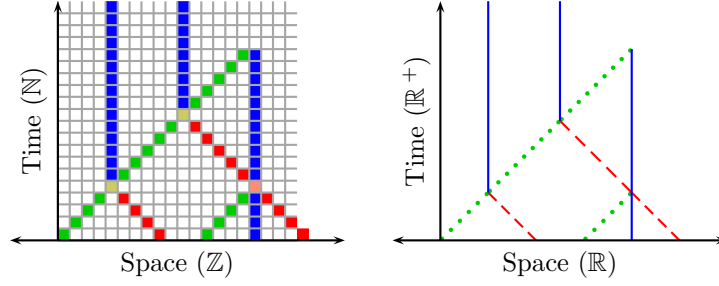 Time (ℕ)
Space (ℤ)
Time (ℝ⁺)
Space (ℝ)